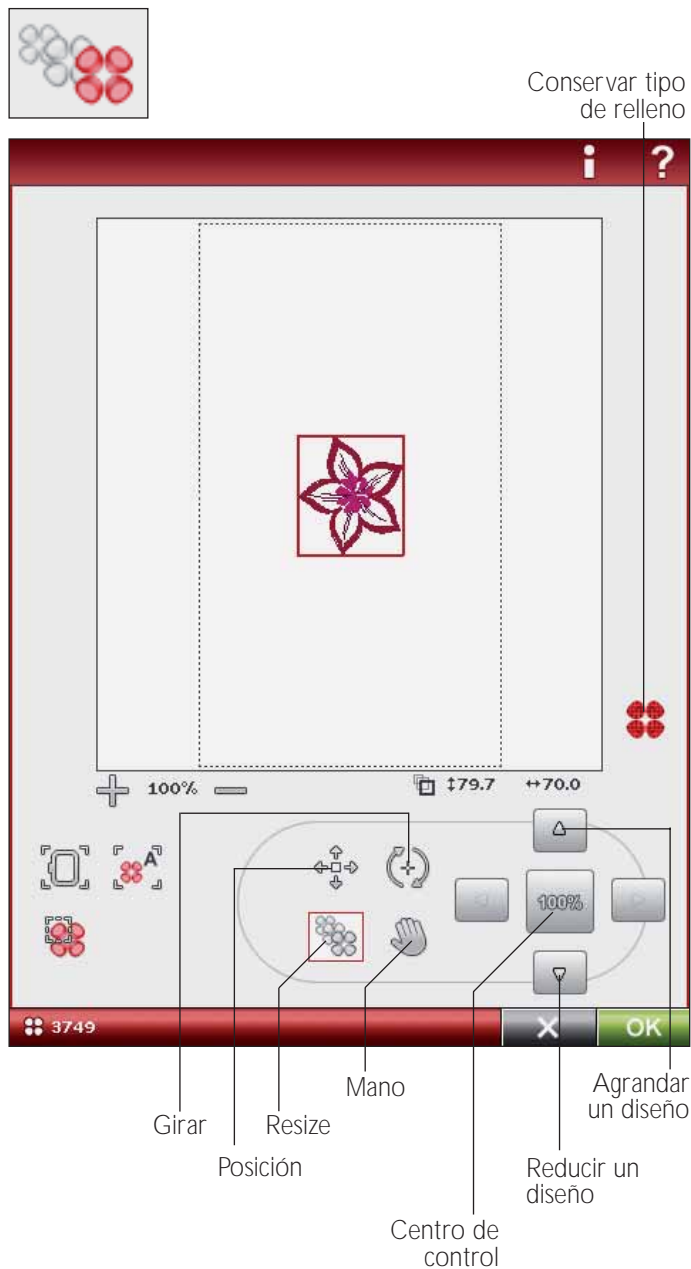 Conservar tipo
de relleno
i ?
100% ↕79.7 ↔70.0
A
100%
3749 X OK
Mano
Agrandar
un diseño
Girar
Resize
Posición
Reducir un
diseño
Centro de
control